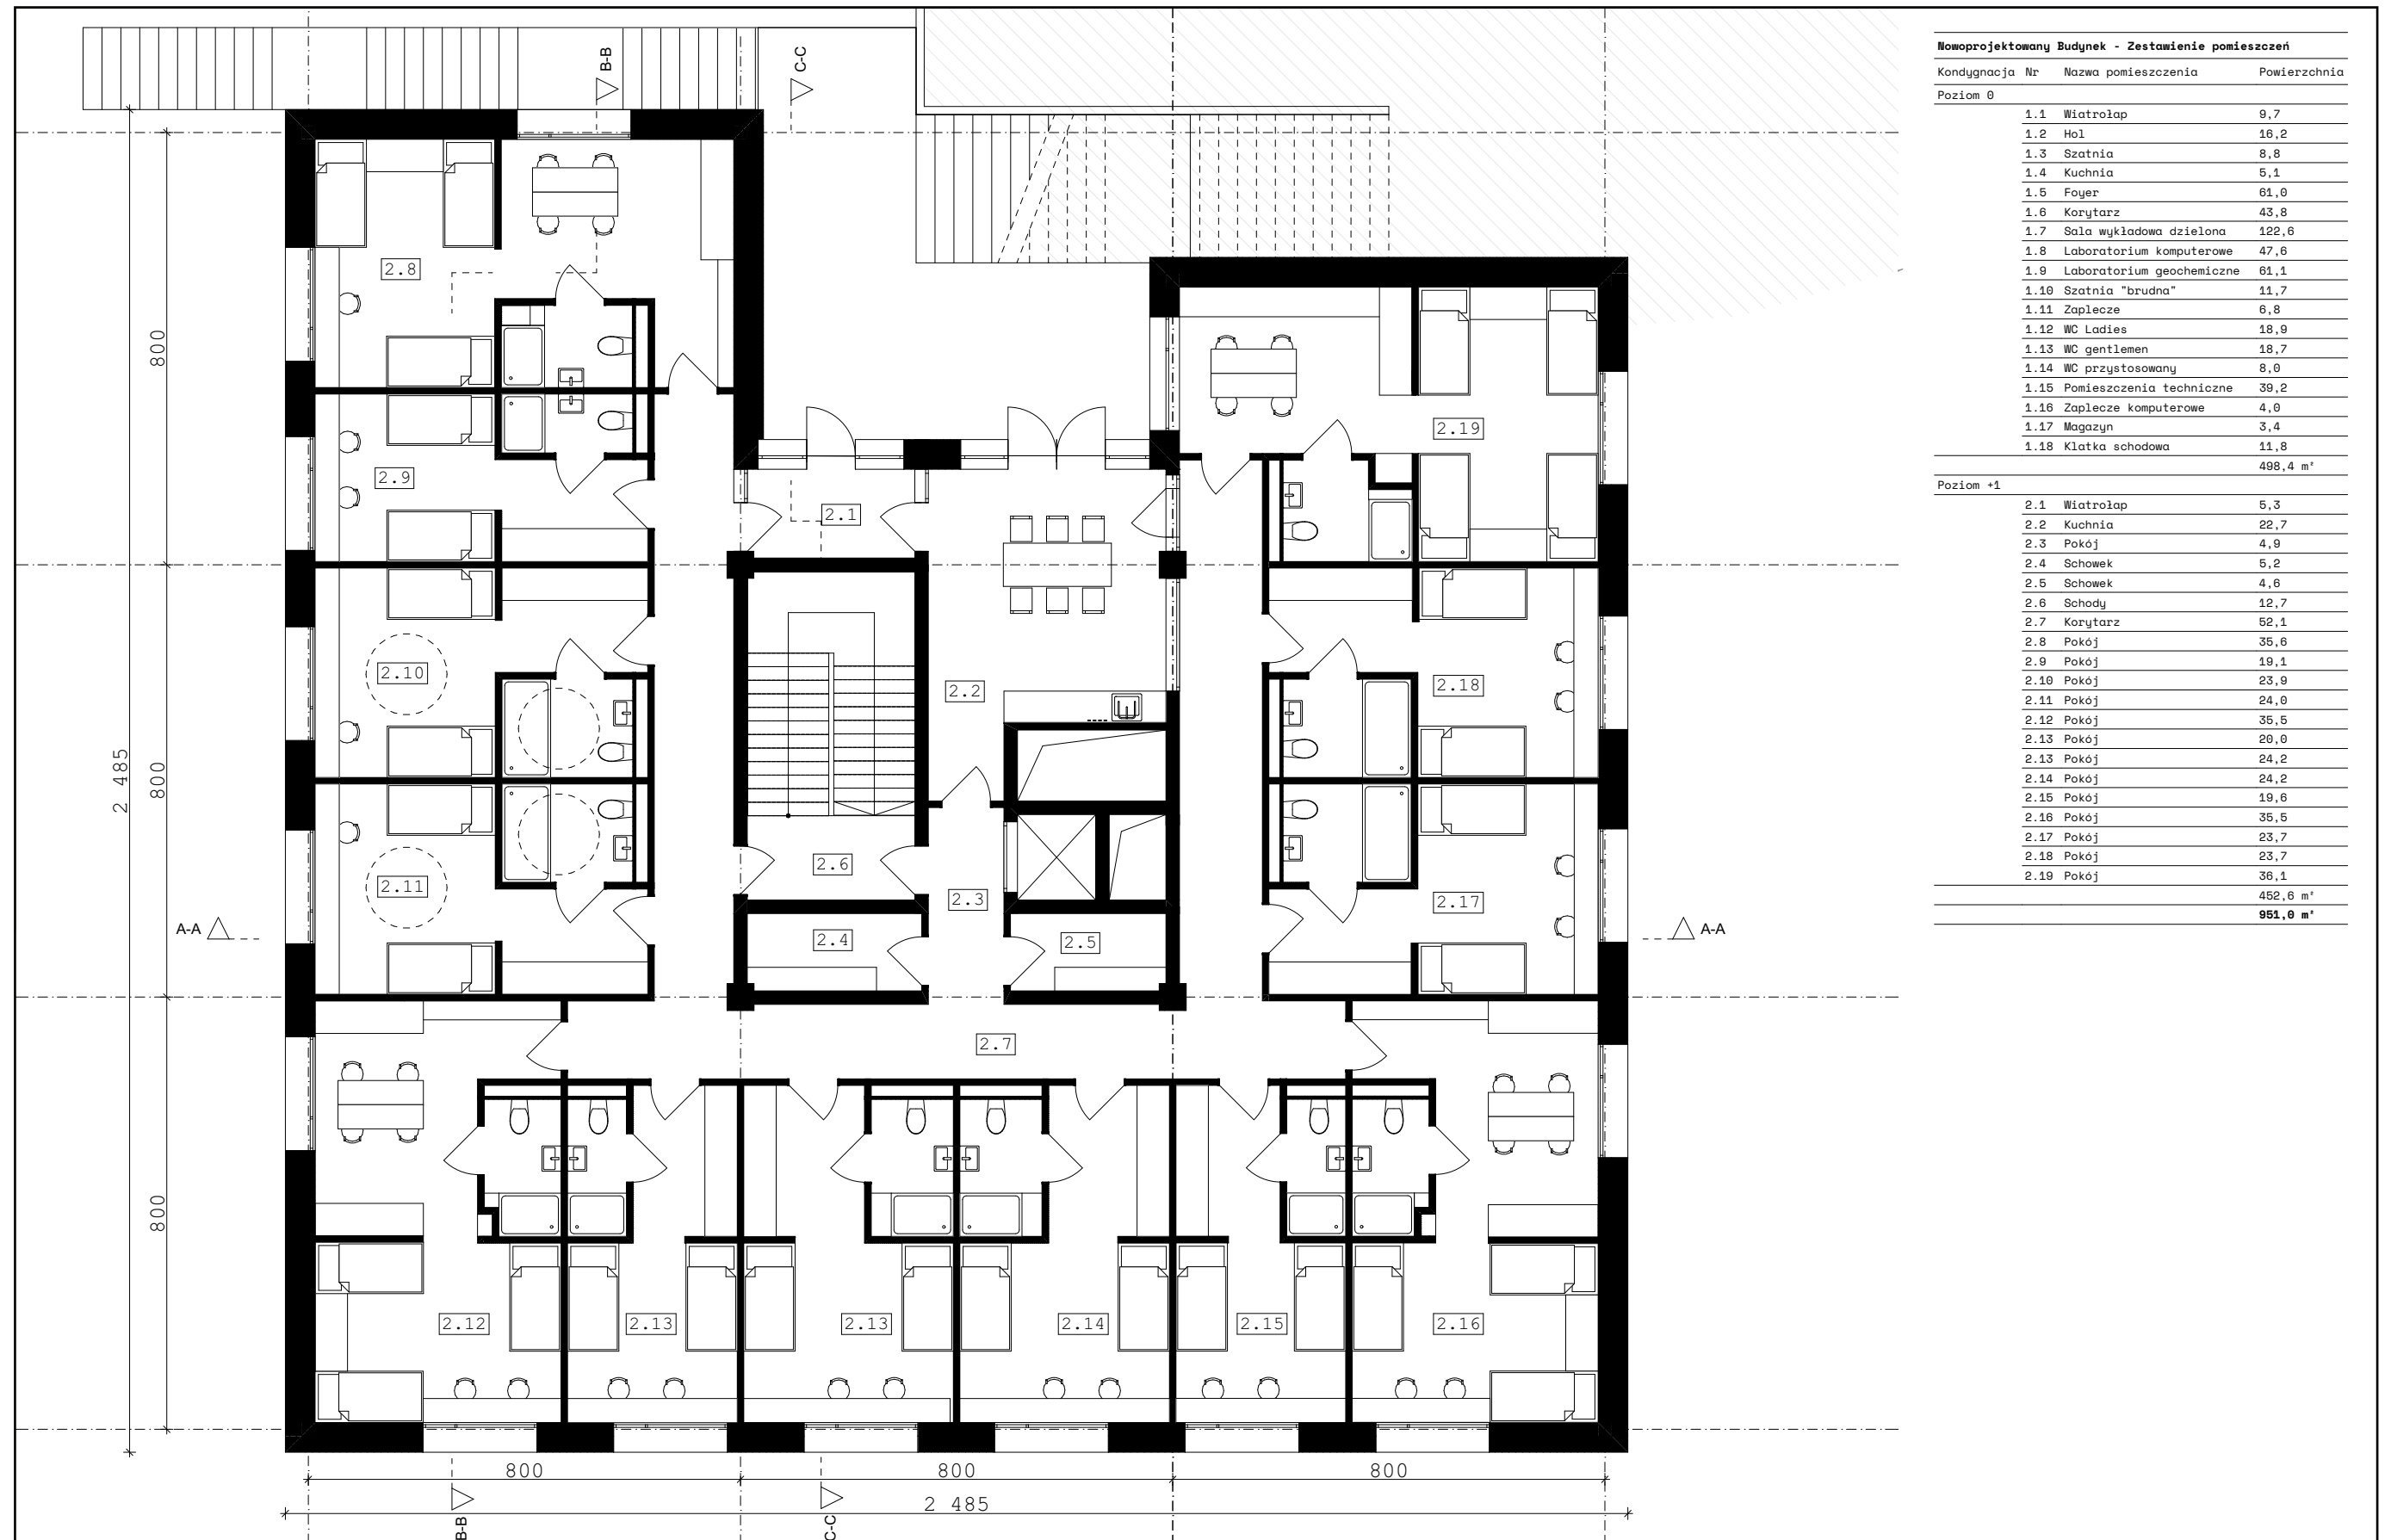 B-B
C-C
2.8
2.9
2.1
2.19
800
2.10
2.2
2.18
2 485
800
2.11
2.6
2.3
2.17
A-A
2.4
2.5
A-A
2.7
800
2.12
2.13
2.13
2.14
2.15
2.16
800
800
800
2 485
B-B
C-C
Nowoprojektowany Budynek - Zestawienie pomieszczeń
Kondygnacja Nr Nazwa pomieszczenia Powierzchnia
Poziom 0
1.1 Wiatrołap 9,7
1.2 Hol 16,2
1.3 Szatnia 8,8
1.4 Kuchnia 5,1
1.5 Foyer 61,0
1.6 Korytarz 43,8
1.7 Sala wykładowa dzielona 122,6
1.8 Laboratorium komputerowe 47,6
1.9 Laboratorium geochemiczne 61,1
1.10 Szatnia "brudna" 11,7
1.11 Zaplecze 6,8
1.12 WC Ladies 18,9
1.13 WC gentlemen 18,7
1.14 WC przystosowany 8,0
1.15 Pomieszczenia techniczne 39,2
1.16 Zaplecze komputerowe 4,0
1.17 Magazyn 3,4
1.18 Klatka schodowa 11,8
498,4 m²
Poziom +1
2.1 Wiatrołap 5,3
2.2 Kuchnia 22,7
2.3 Pokój 4,9
2.4 Schowek 5,2
2.5 Schowek 4,6
2.6 Schody 12,7
2.7 Korytarz 52,1
2.8 Pokój 35,6
2.9 Pokój 19,1
2.10 Pokój 23,9
2.11 Pokój 24,0
2.12 Pokój 35,5
2.13 Pokój 20,0
2.13 Pokój 24,2
2.14 Pokój 24,2
2.15 Pokój 19,6
2.16 Pokój 35,5
2.17 Pokój 23,7
2.18 Pokój 23,7
2.19 Pokój 36,1
452,6 m²
951,0 m²